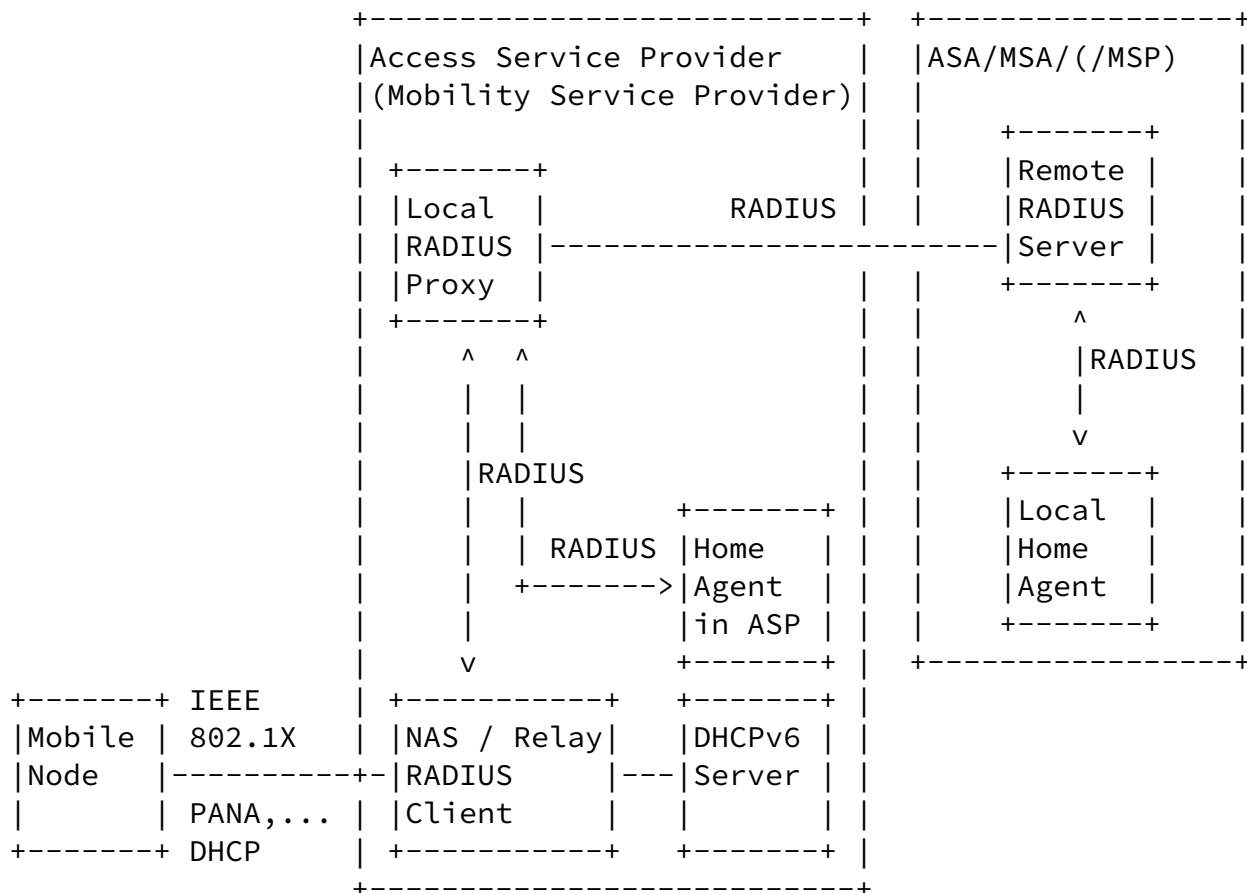 Access Service Provider
(Mobility Service Provider)
ASA/MSA/(/MSP)
Remote
RADIUS
Server
Local
RADIUS
Proxy
RADIUS
RADIUS
RADIUS
RADIUS
Home
Agent
in ASP
Local
Home
Agent
Mobile
Node
IEEE
802.1X
PANA,...
DHCP
NAS / Relay
RADIUS
Client
DHCPv6
Server